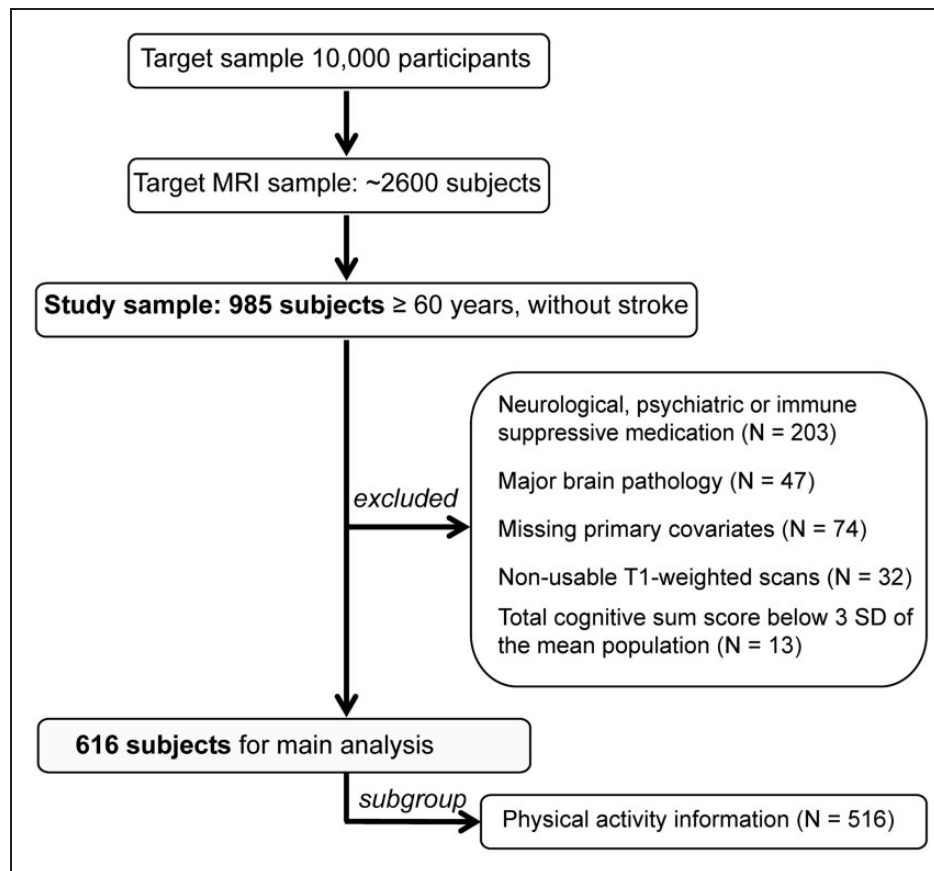 Target sample 10,000 participants
Target MRI sample: ~2600 subjects
Study sample: 985 subjects ≥ 60 years, without stroke
Neurological, psychiatric or immune
suppressive medication (N = 203)
Major brain pathology (N = 47)
excluded
Missing primary covariates (N = 74)
Non-usable T1-weighted scans (N = 32)
Total cognitive sum score below 3 SD of
the mean population (N = 13)
616 subjects for main analysis
subgroup
Physical activity information (N = 516)